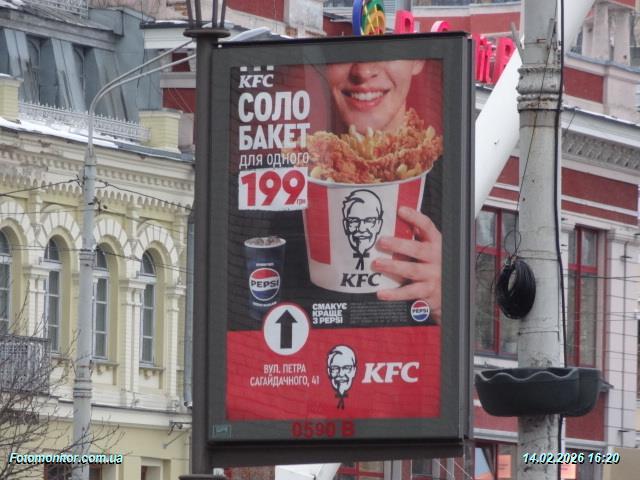 KFC
СОЛО
БАКЕТ
ДЛЯ ОДНОГО
199 грн
KFC
PEPSI
СМАКУЄ
КРАЩЕ
З PEPSI
PEPSI
ВУЛ. ПЕТРА
САГАЙДАЧНОГО, 41
KFC
0590 B
Fotomonitor.com.ua
14.02.2026 16:20